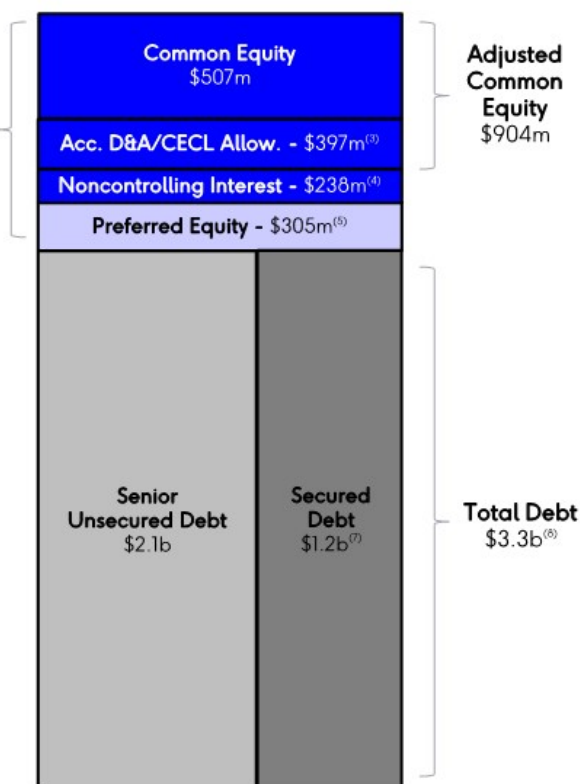 Common Equity
$507m
Acc. D&A/CECL Allow. - $397m⁽³⁾
Noncontrolling Interest - $238m⁽⁴⁾
Preferred Equity - $305m⁽⁵⁾
Adjusted
Common
Equity
$904m
Senior
Unsecured Debt
$2.1b
Secured
Debt
$1.2b⁽⁷⁾
Total Debt
$3.3b⁽⁸⁾